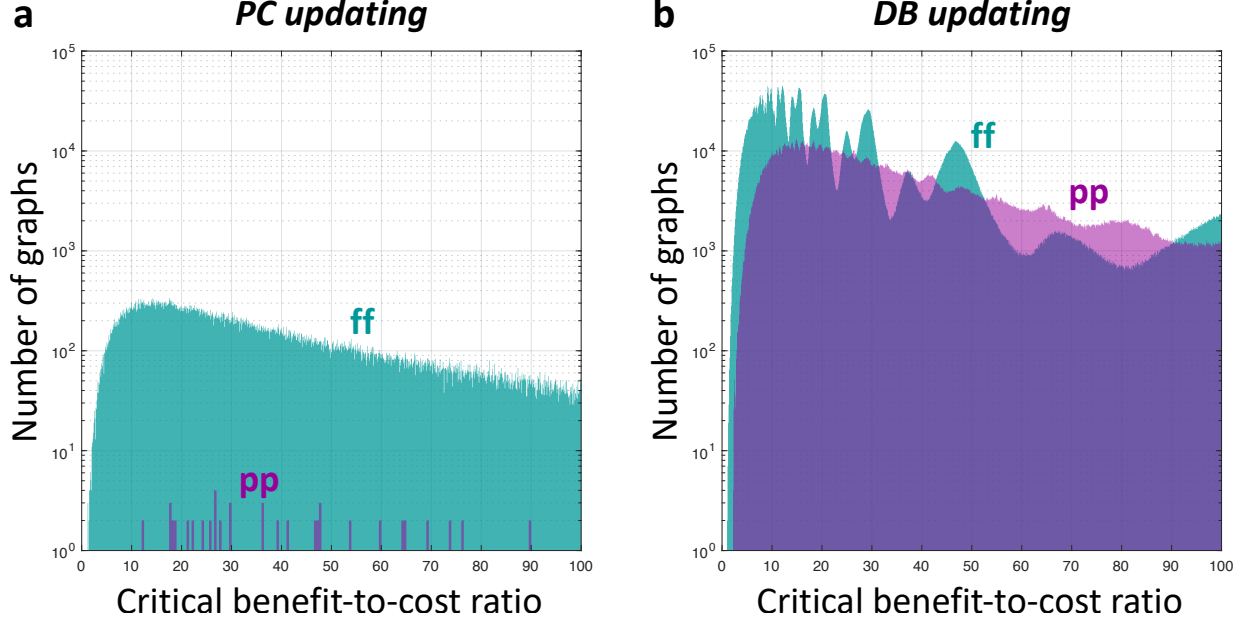 a
PC updating
Number of graphs
10^5
10^4
10^3
10^2
10^1
10^0
ff
pp
0 10 20 30 40 50 60 70 80 90 100
Critical benefit-to-cost ratio
b
DB updating
Number of graphs
10^5
10^4
10^3
10^2
10^1
10^0
ff
pp
0 10 20 30 40 50 60 70 80 90 100
Critical benefit-to-cost ratio